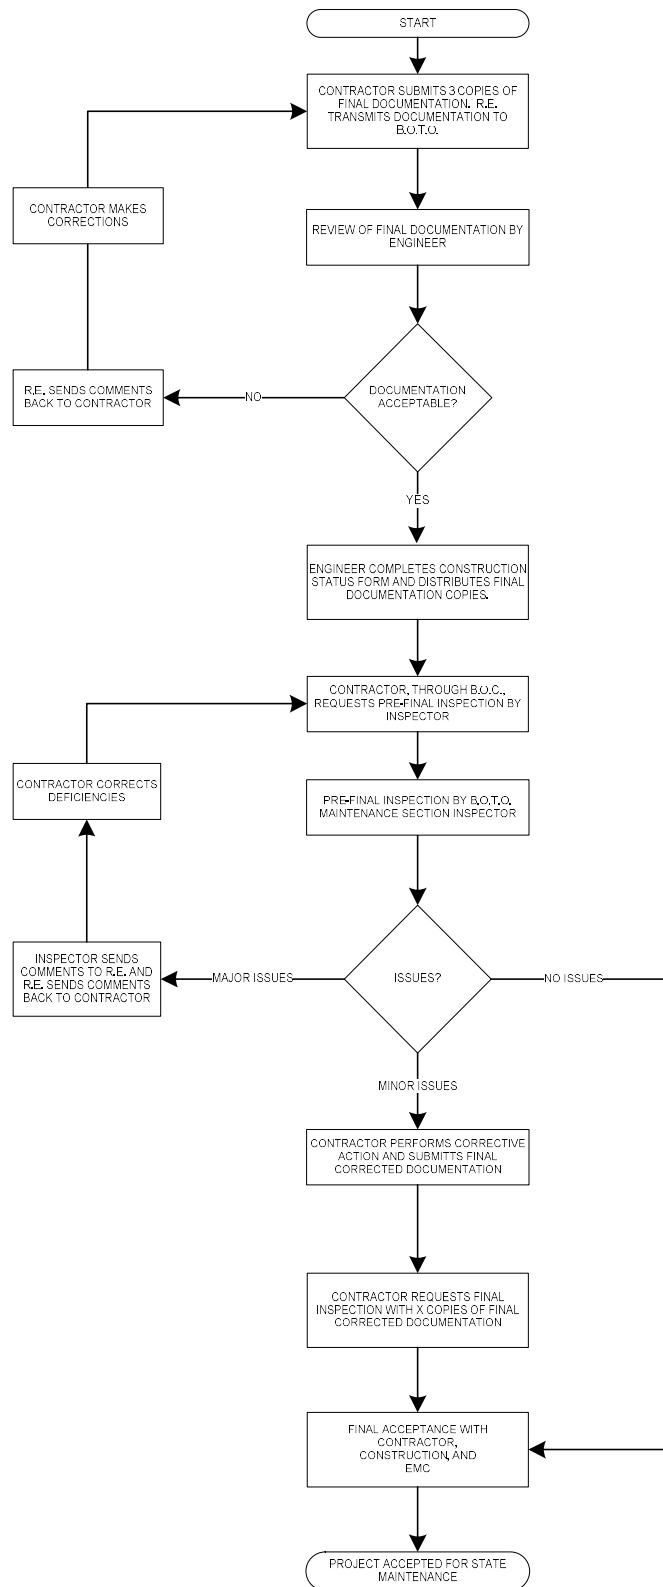 START
CONTRACTOR SUBMITS 3 COPIES OF
FINAL DOCUMENTATION. R.E.
TRANSMITS DOCUMENTATION TO
B.O.T.O.
CONTRACTOR MAKES
CORRECTIONS
REVIEW OF FINAL DOCUMENTATION BY
ENGINEER
R.E. SENDS COMMENTS
BACK TO CONTRACTOR
NO
DOCUMENTATION
ACCEPTABLE?
YES
ENGINEER COMPLETES CONSTRUCTION
STATUS FORM AND DISTRIBUTES FINAL
DOCUMENTATION COPIES.
CONTRACTOR, THROUGH B.O.C.,
REQUESTS PRE-FINAL INSPECTION BY
INSPECTOR
CONTRACTOR CORRECTS
DEFICIENCIES
PRE-FINAL INSPECTION BY B.O.T.O.
MAINTENANCE SECTION INSPECTOR
INSPECTOR SENDS
COMMENTS TO R.E. AND
R.E. SENDS COMMENTS
BACK TO CONTRACTOR
MAJOR ISSUES
ISSUES?
NO ISSUES
MINOR ISSUES
CONTRACTOR PERFORMS CORRECTIVE
ACTION AND SUBMITTS FINAL
CORRECTED DOCUMENTATION
CONTRACTOR REQUESTS FINAL
INSPECTION WITH X COPIES OF FINAL
CORRECTED DOCUMENTATION
FINAL ACCEPTANCE WITH
CONTRACTOR,
CONSTRUCTION, AND
EMC
PROJECT ACCEPTED FOR STATE
MAINTENANCE